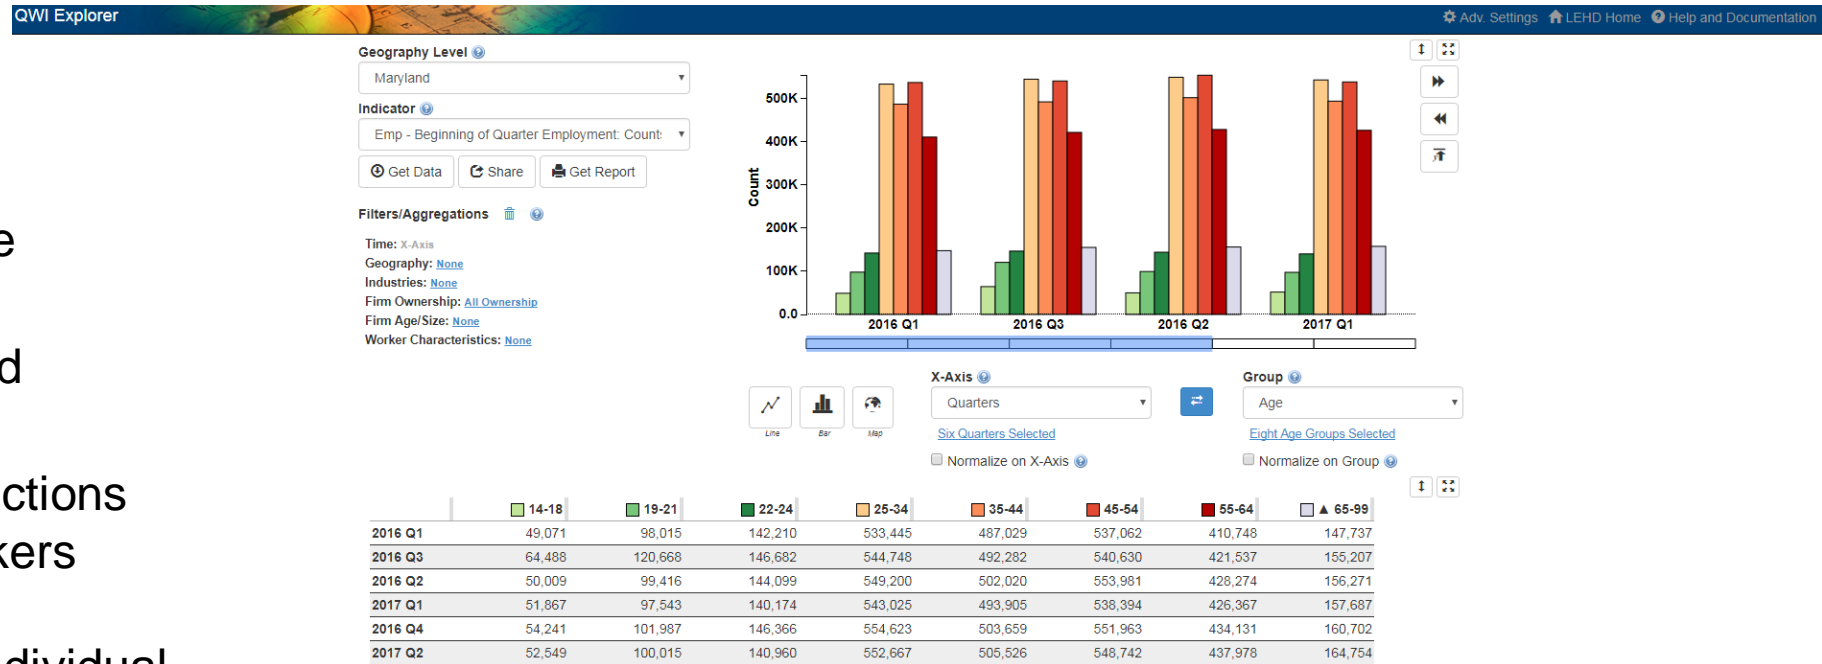 QWI Explorer
Adv. Settings LEHD Home Help and Documentation
e
d
ctions
kers
dividual
Geography Level
Maryland
Indicator
Emp - Beginning of Quarter Employment: Count
Get Data Share Get Report
Filters/Aggregations
Time: X-Axis
Geography: None
Industries: None
Firm Ownership: All Ownership
Firm Age/Size: None
Worker Characteristics: None
Count
500K
400K
300K
200K
100K
0.0
2016 Q1 2016 Q3 2016 Q2 2017 Q1
Line Bar Map
X-Axis
Quarters
Six Quarters Selected
Normalize on X-Axis
Group
Age
Eight Age Groups Selected
Normalize on Group
14-18 19-21 22-24 25-34 35-44 45-54 55-64 ▲ 65-99
2016 Q1 49,071 98,015 142,210 533,445 487,029 537,062 410,748 147,737
2016 Q3 64,488 120,668 146,682 544,748 492,282 540,630 421,537 155,207
2016 Q2 50,009 99,416 144,099 549,200 502,020 553,981 428,274 156,271
2017 Q1 51,867 97,543 140,174 543,025 493,905 538,394 426,367 157,687
2016 Q4 54,241 101,987 146,366 554,623 503,659 551,963 434,131 160,702
2017 Q2 52,549 100,015 140,960 552,667 505,526 548,742 437,978 164,754